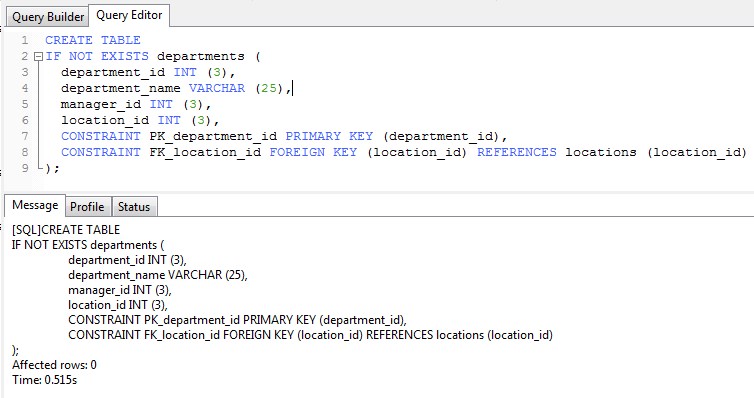 Query Builder Query Editor
1 CREATE TABLE
2 IF NOT EXISTS departments (
3 department_id INT (3),
4 department_name VARCHAR (25),
5 manager_id INT (3),
6 location_id INT (3),
7 CONSTRAINT PK_department_id PRIMARY KEY (department_id),
8 CONSTRAINT FK_location_id FOREIGN KEY (location_id) REFERENCES locations (location_id)
9 );
Message Profile Status
[SQL]CREATE TABLE
IF NOT EXISTS departments (
department_id INT (3),
department_name VARCHAR (25),
manager_id INT (3),
location_id INT (3),
CONSTRAINT PK_department_id PRIMARY KEY (department_id),
CONSTRAINT FK_location_id FOREIGN KEY (location_id) REFERENCES locations (location_id)
);
Affected rows: 0
Time: 0.515s